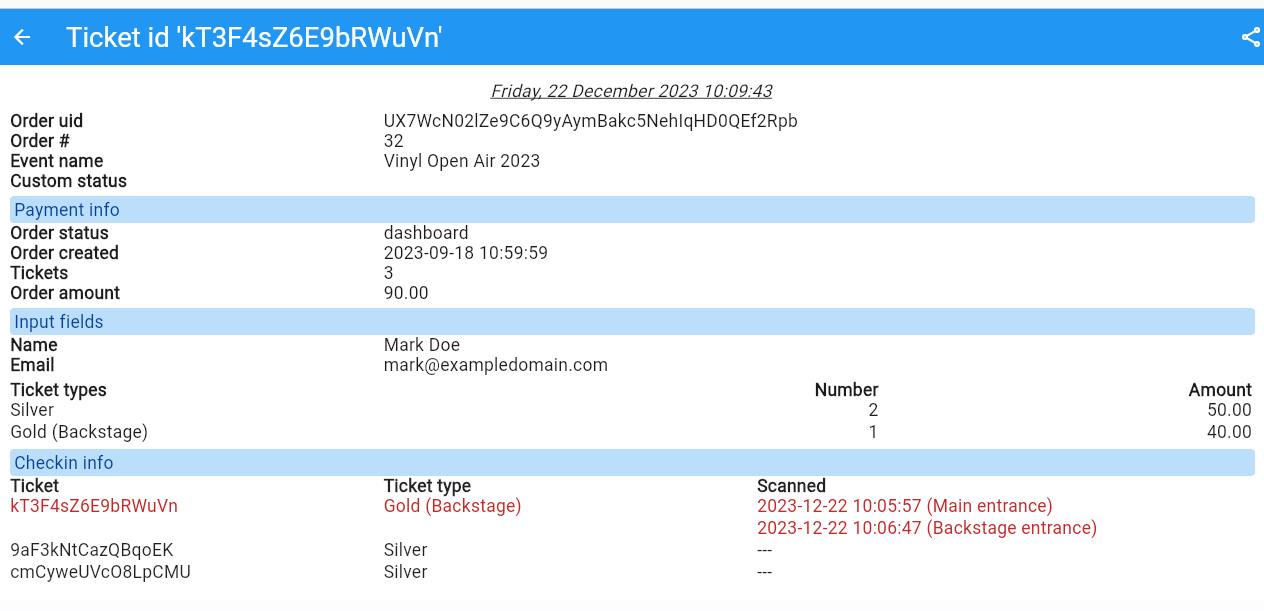 Ticket id 'kT3F4sZ6E9bRWuVn'
Friday, 22 December 2023 10:09:43
Order uid UX7WcN02lZe9C6Q9yAymBakc5NehIqHD0QEf2Rpb
Order # 32
Event name Vinyl Open Air 2023
Custom status
Payment info
Order status dashboard
Order created 2023-09-18 10:59:59
Tickets 3
Order amount 90.00
Input fields
Name Mark Doe
Email mark@exampledomain.com
Ticket types Number Amount
Silver 2 50.00
Gold (Backstage) 1 40.00
Checkin info
Ticket Ticket type Scanned
kT3F4sZ6E9bRWuVn Gold (Backstage) 2023-12-22 10:05:57 (Main entrance)
2023-12-22 10:06:47 (Backstage entrance)
9aF3kNtCazQBqoEK Silver ---
cmCyweUVcO8LpCMU Silver ---